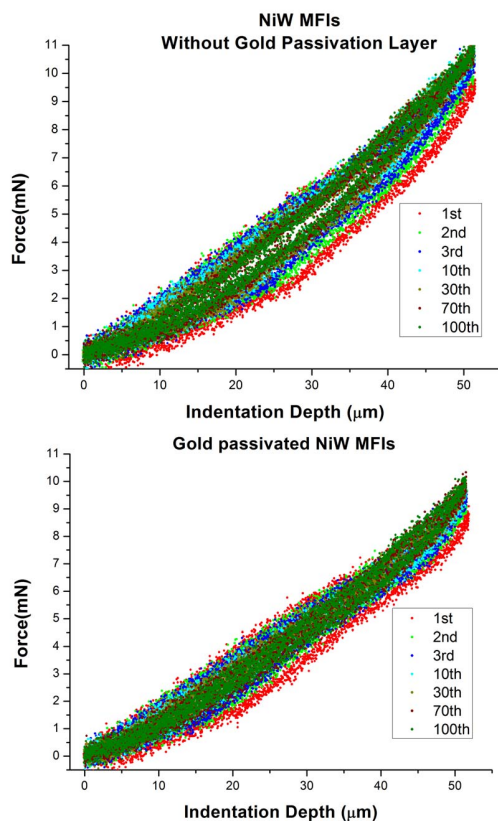 NiW MFIs
Without Gold Passivation Layer
Force(mN)
11
10
9
8
7
6
5
4
3
2
1
0
1st
2nd
3rd
10th
30th
70th
100th
0 10 20 30 40 50
Indentation Depth (μm)
Gold passivated NiW MFIs
Force(mN)
11
10
9
8
7
6
5
4
3
2
1
0
1st
2nd
3rd
10th
30th
70th
100th
0 10 20 30 40 50
Indentation Depth (μm)